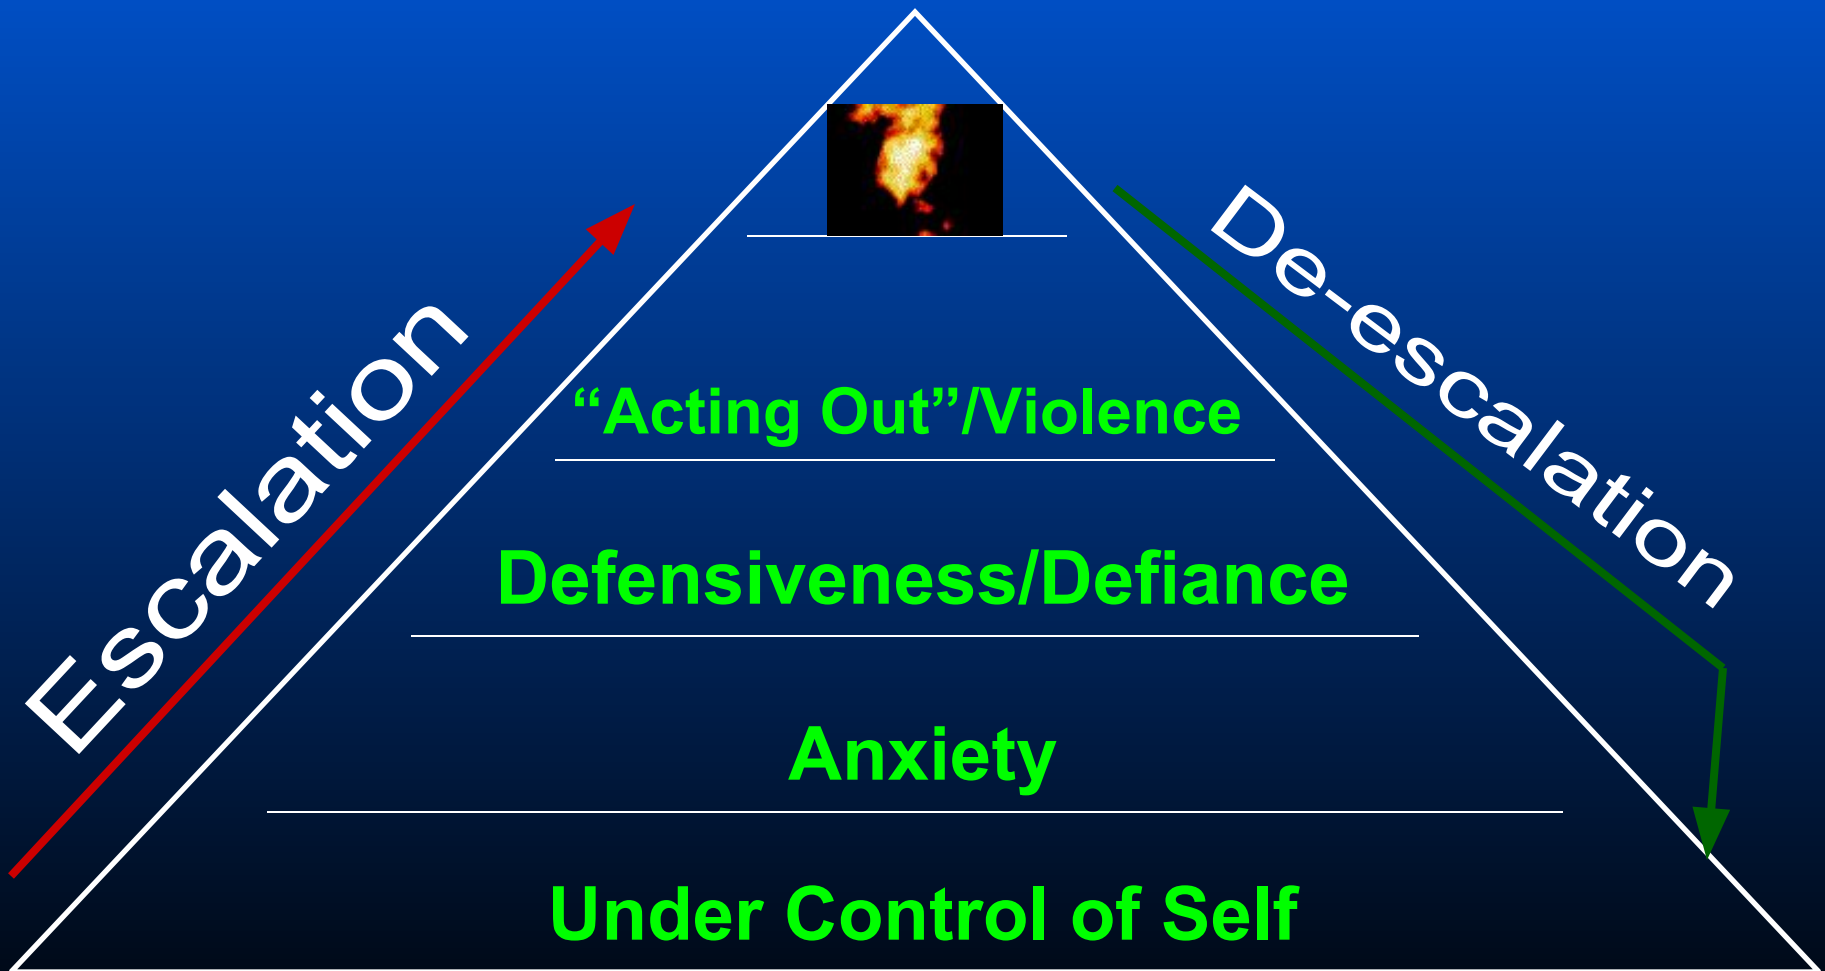 Escalation
De-escalation
“Acting Out”/Violence
Defensiveness/Defiance
Anxiety
Under Control of Self